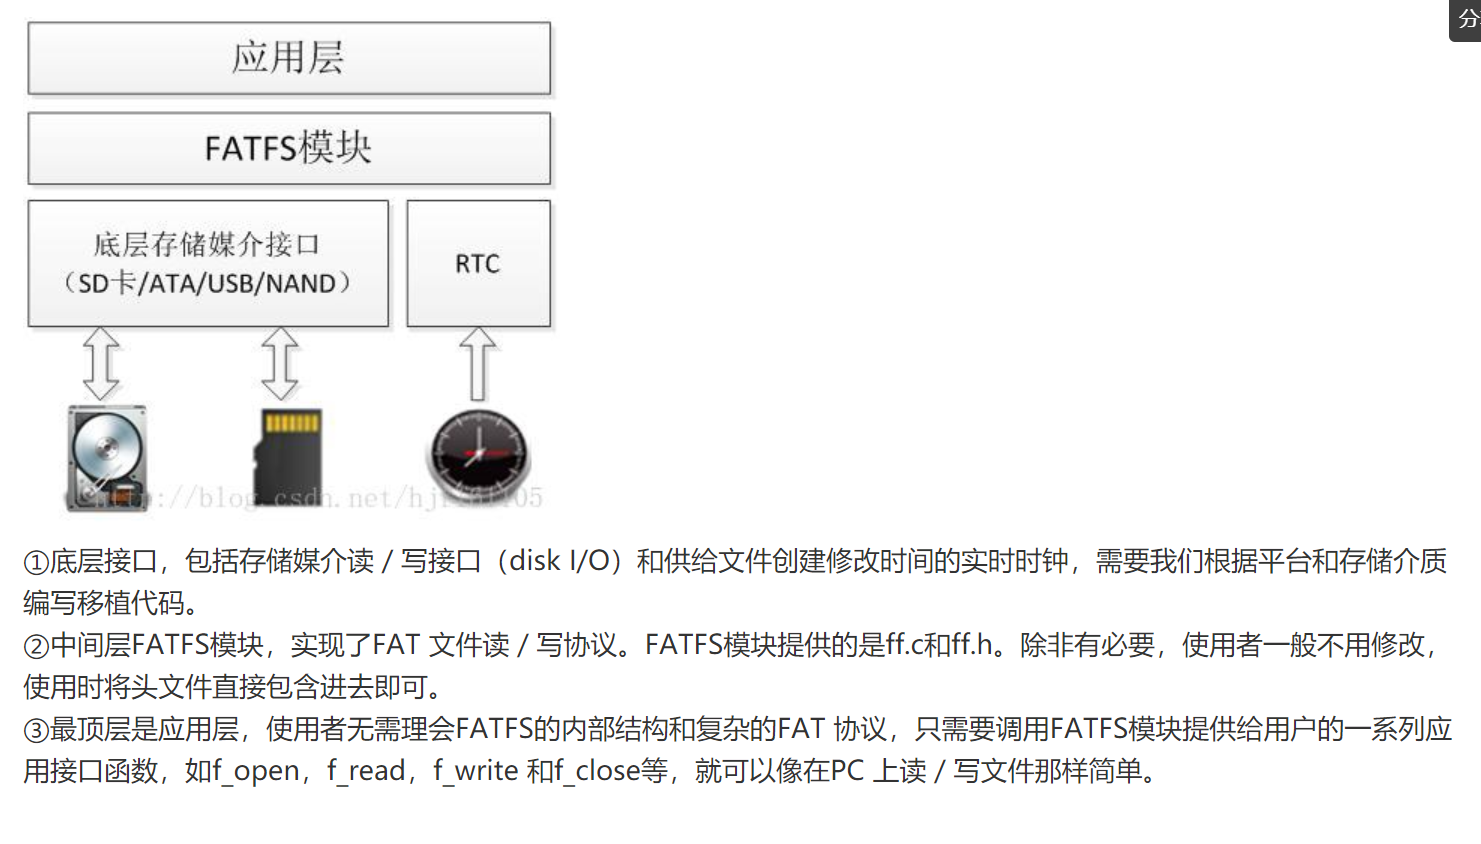 分
应用层
FATFS模块
底层存储媒介接口
（SD卡/ATA/USB/NAND）
RTC
①底层接口，包括存储媒介读／写接口（disk I/O）和供给文件创建修改时间的实时时钟，需要我们根据平台和存储介质
编写移植代码。
②中间层FATFS模块，实现了FAT 文件读／写协议。FATFS模块提供的是ff.c和ff.h。除非有必要，使用者一般不用修改，
使用时将头文件直接包含进去即可。
③最顶层是应用层，使用者无需理会FATFS的内部结构和复杂的FAT 协议，只需要调用FATFS模块提供给用户的一系列应
用接口函数，如f_open，f_read，f_write 和f_close等，就可以像在PC 上读／写文件那样简单。